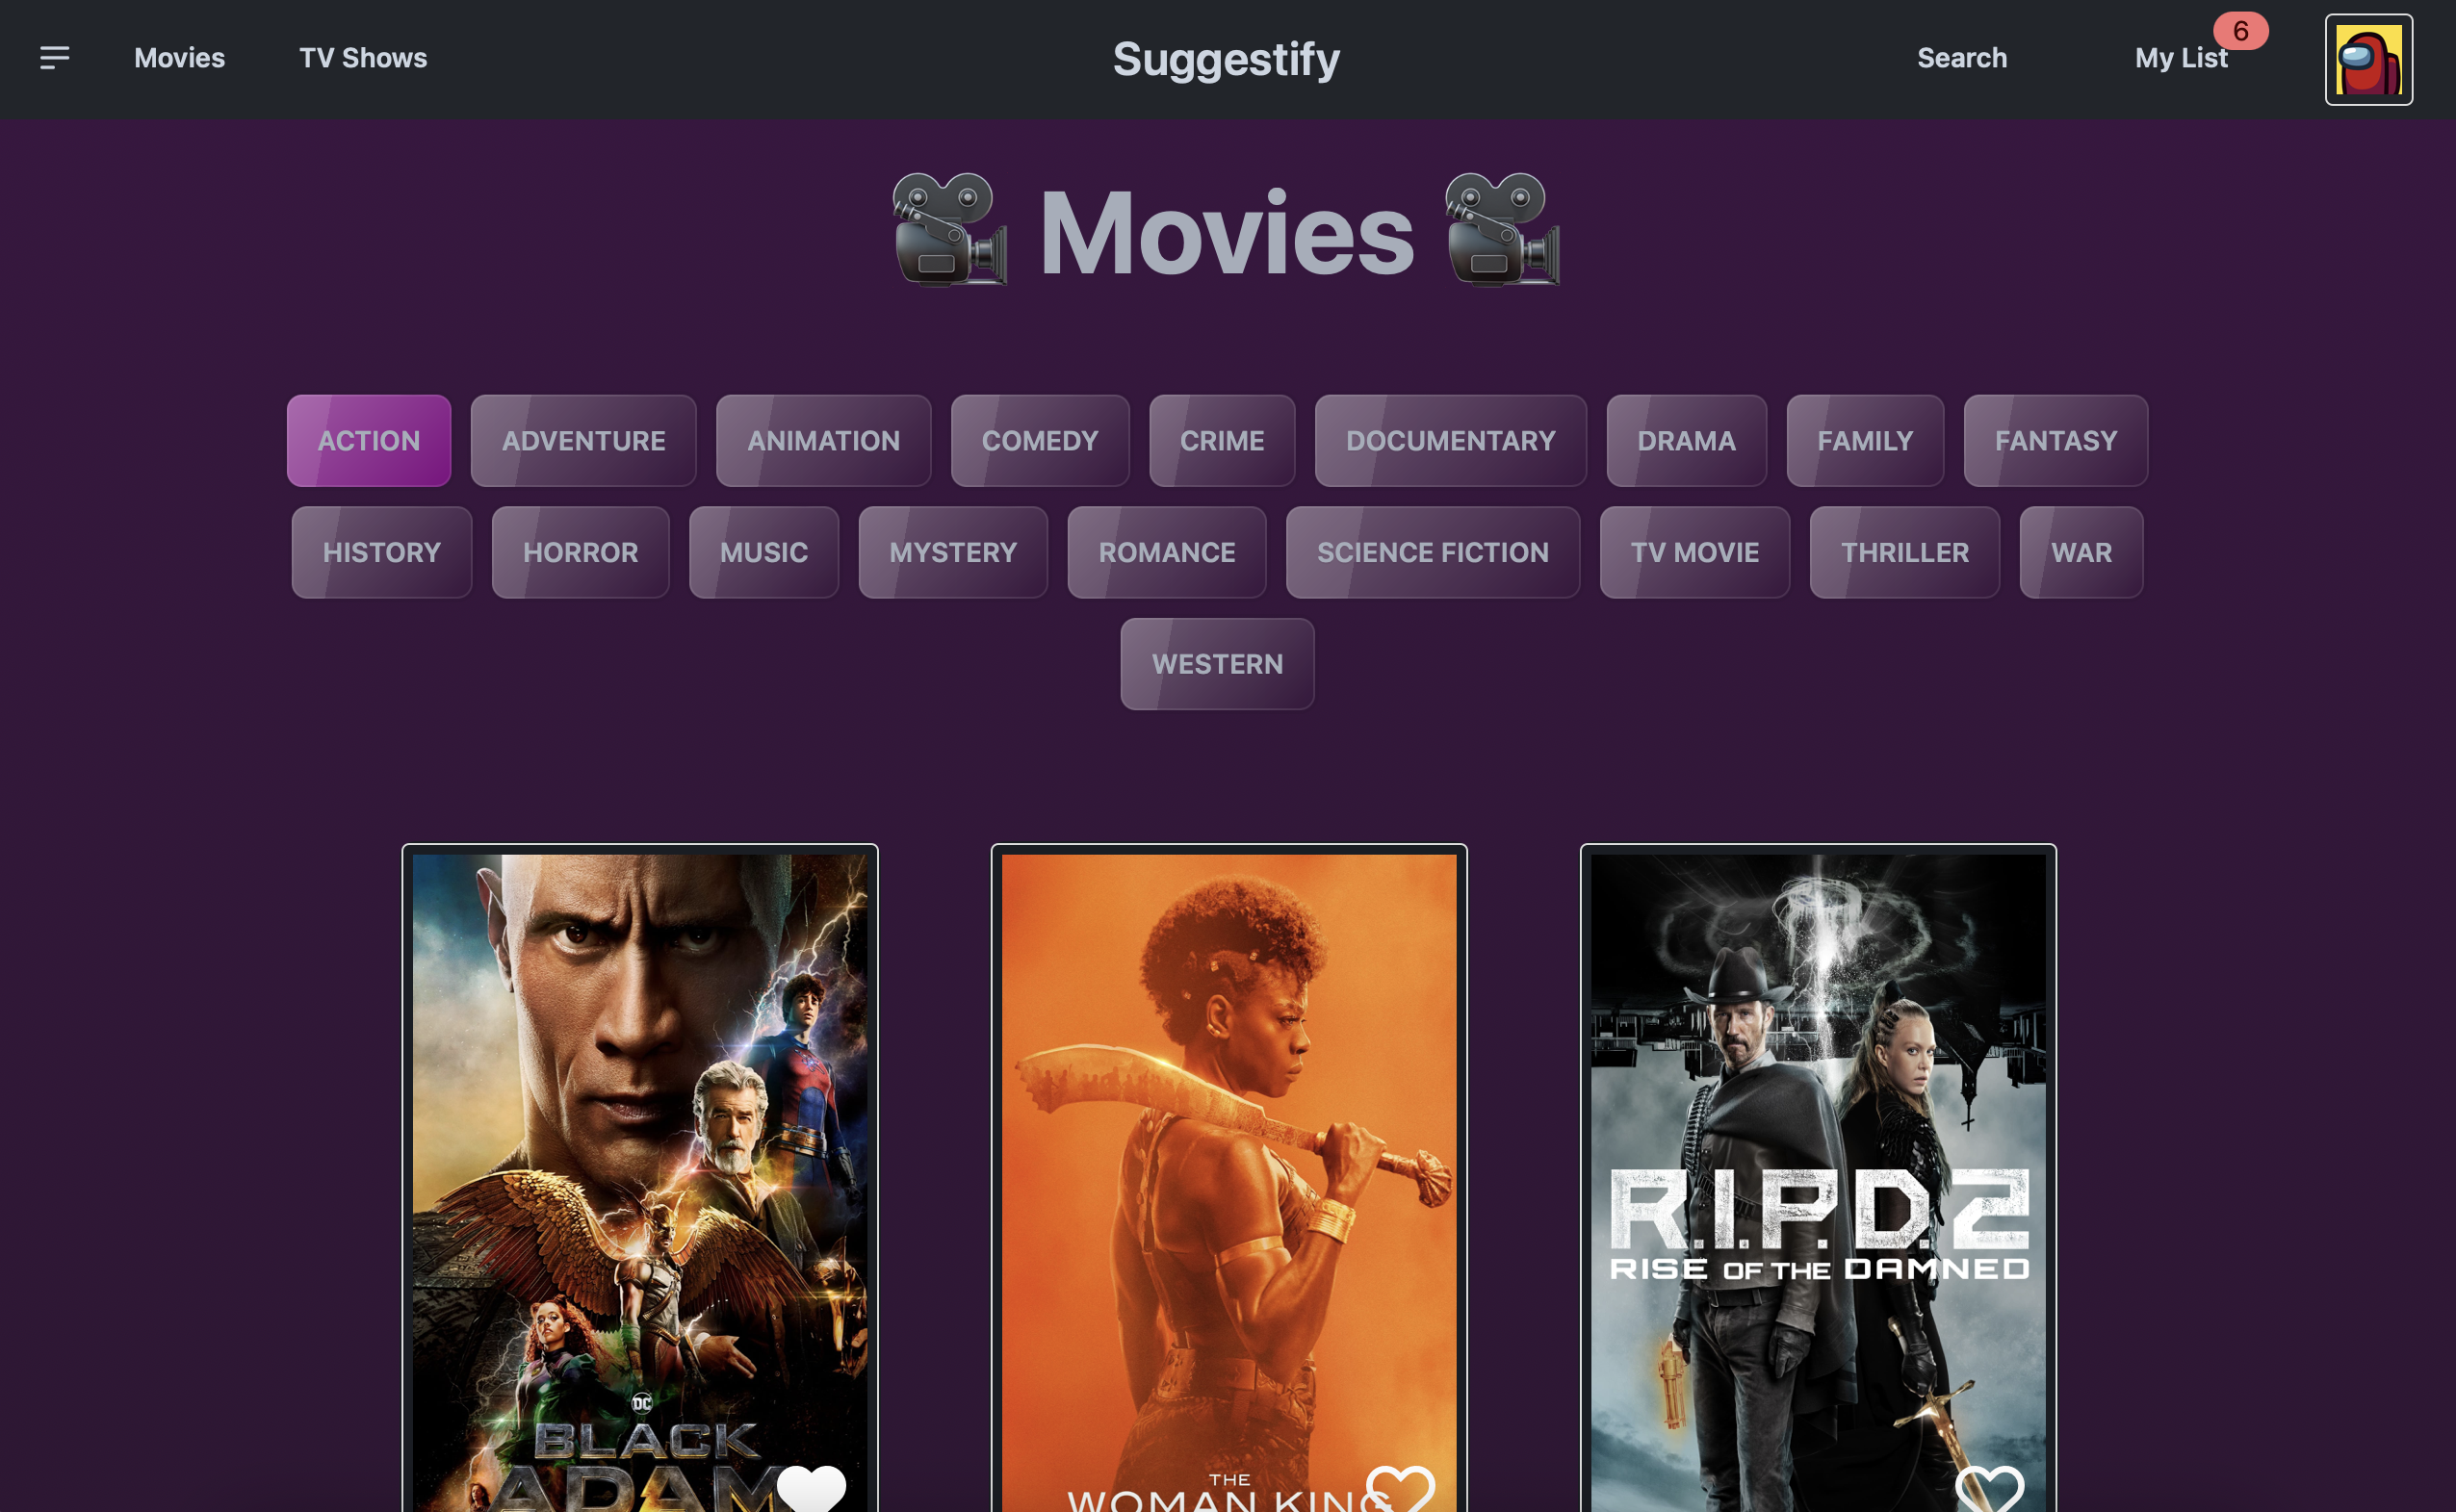 Movies TV Shows Suggestify Search My List 6
Movies
ACTION ADVENTURE ANIMATION COMEDY CRIME DOCUMENTARY DRAMA FAMILY FANTASY
HISTORY HORROR MUSIC MYSTERY ROMANCE SCIENCE FICTION TV MOVIE THRILLER WAR
WESTERN
DC
BLACK
ADAM
THE
WOMAN KING
R.I.P.D.2
RISE OF THE DAMNED